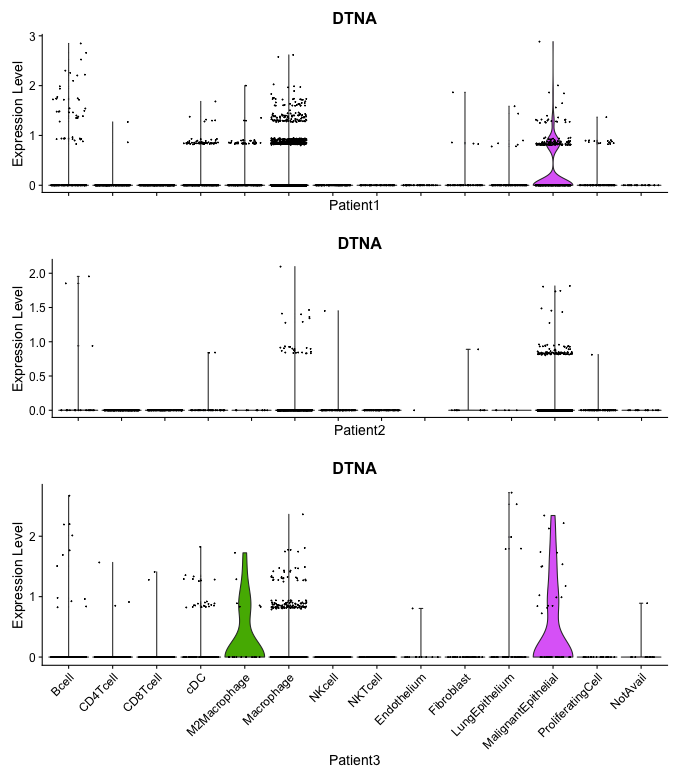 DTNA
Expression Level
3
2
1
0
Patient1
DTNA
Expression Level
2.0
1.5
1.0
0.5
0.0
Patient2
DTNA
Expression Level
2
1
0
Bcell
CD4Tcell
CD8Tcell
cDC
M2Macrophage
Macrophage
NKcell
NKTcell
Endothelium
Fibroblast
LungEpithelium
MalignantEpithelial
ProliferatingCell
NotAvail
Patient3